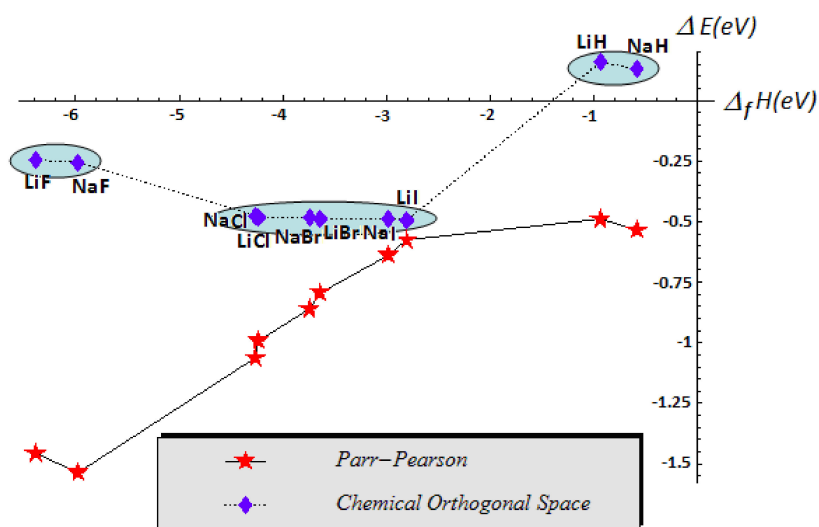 ΔE(eV)
LiH
NaH
-6
-5
-4
-3
-2
-1
Δ_f H(eV)
LiF
NaF
-0.25
LiI
NaCl
LiCl
NaBr
LiBr
NaI
-0.5
-0.75
-1
-1.25
-1.5
Parr–Pearson
Chemical Orthogonal Space